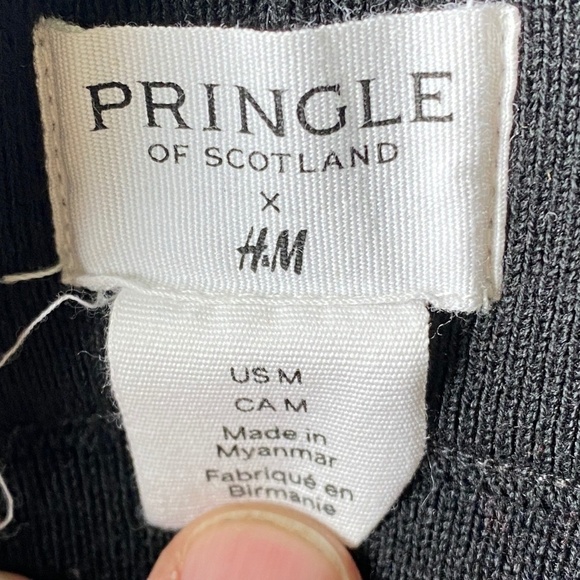 PRINGLE
OF SCOTLAND
×
H&M
US M
CA M
Made in
Myanmar
Fabriqué en
Birmanie